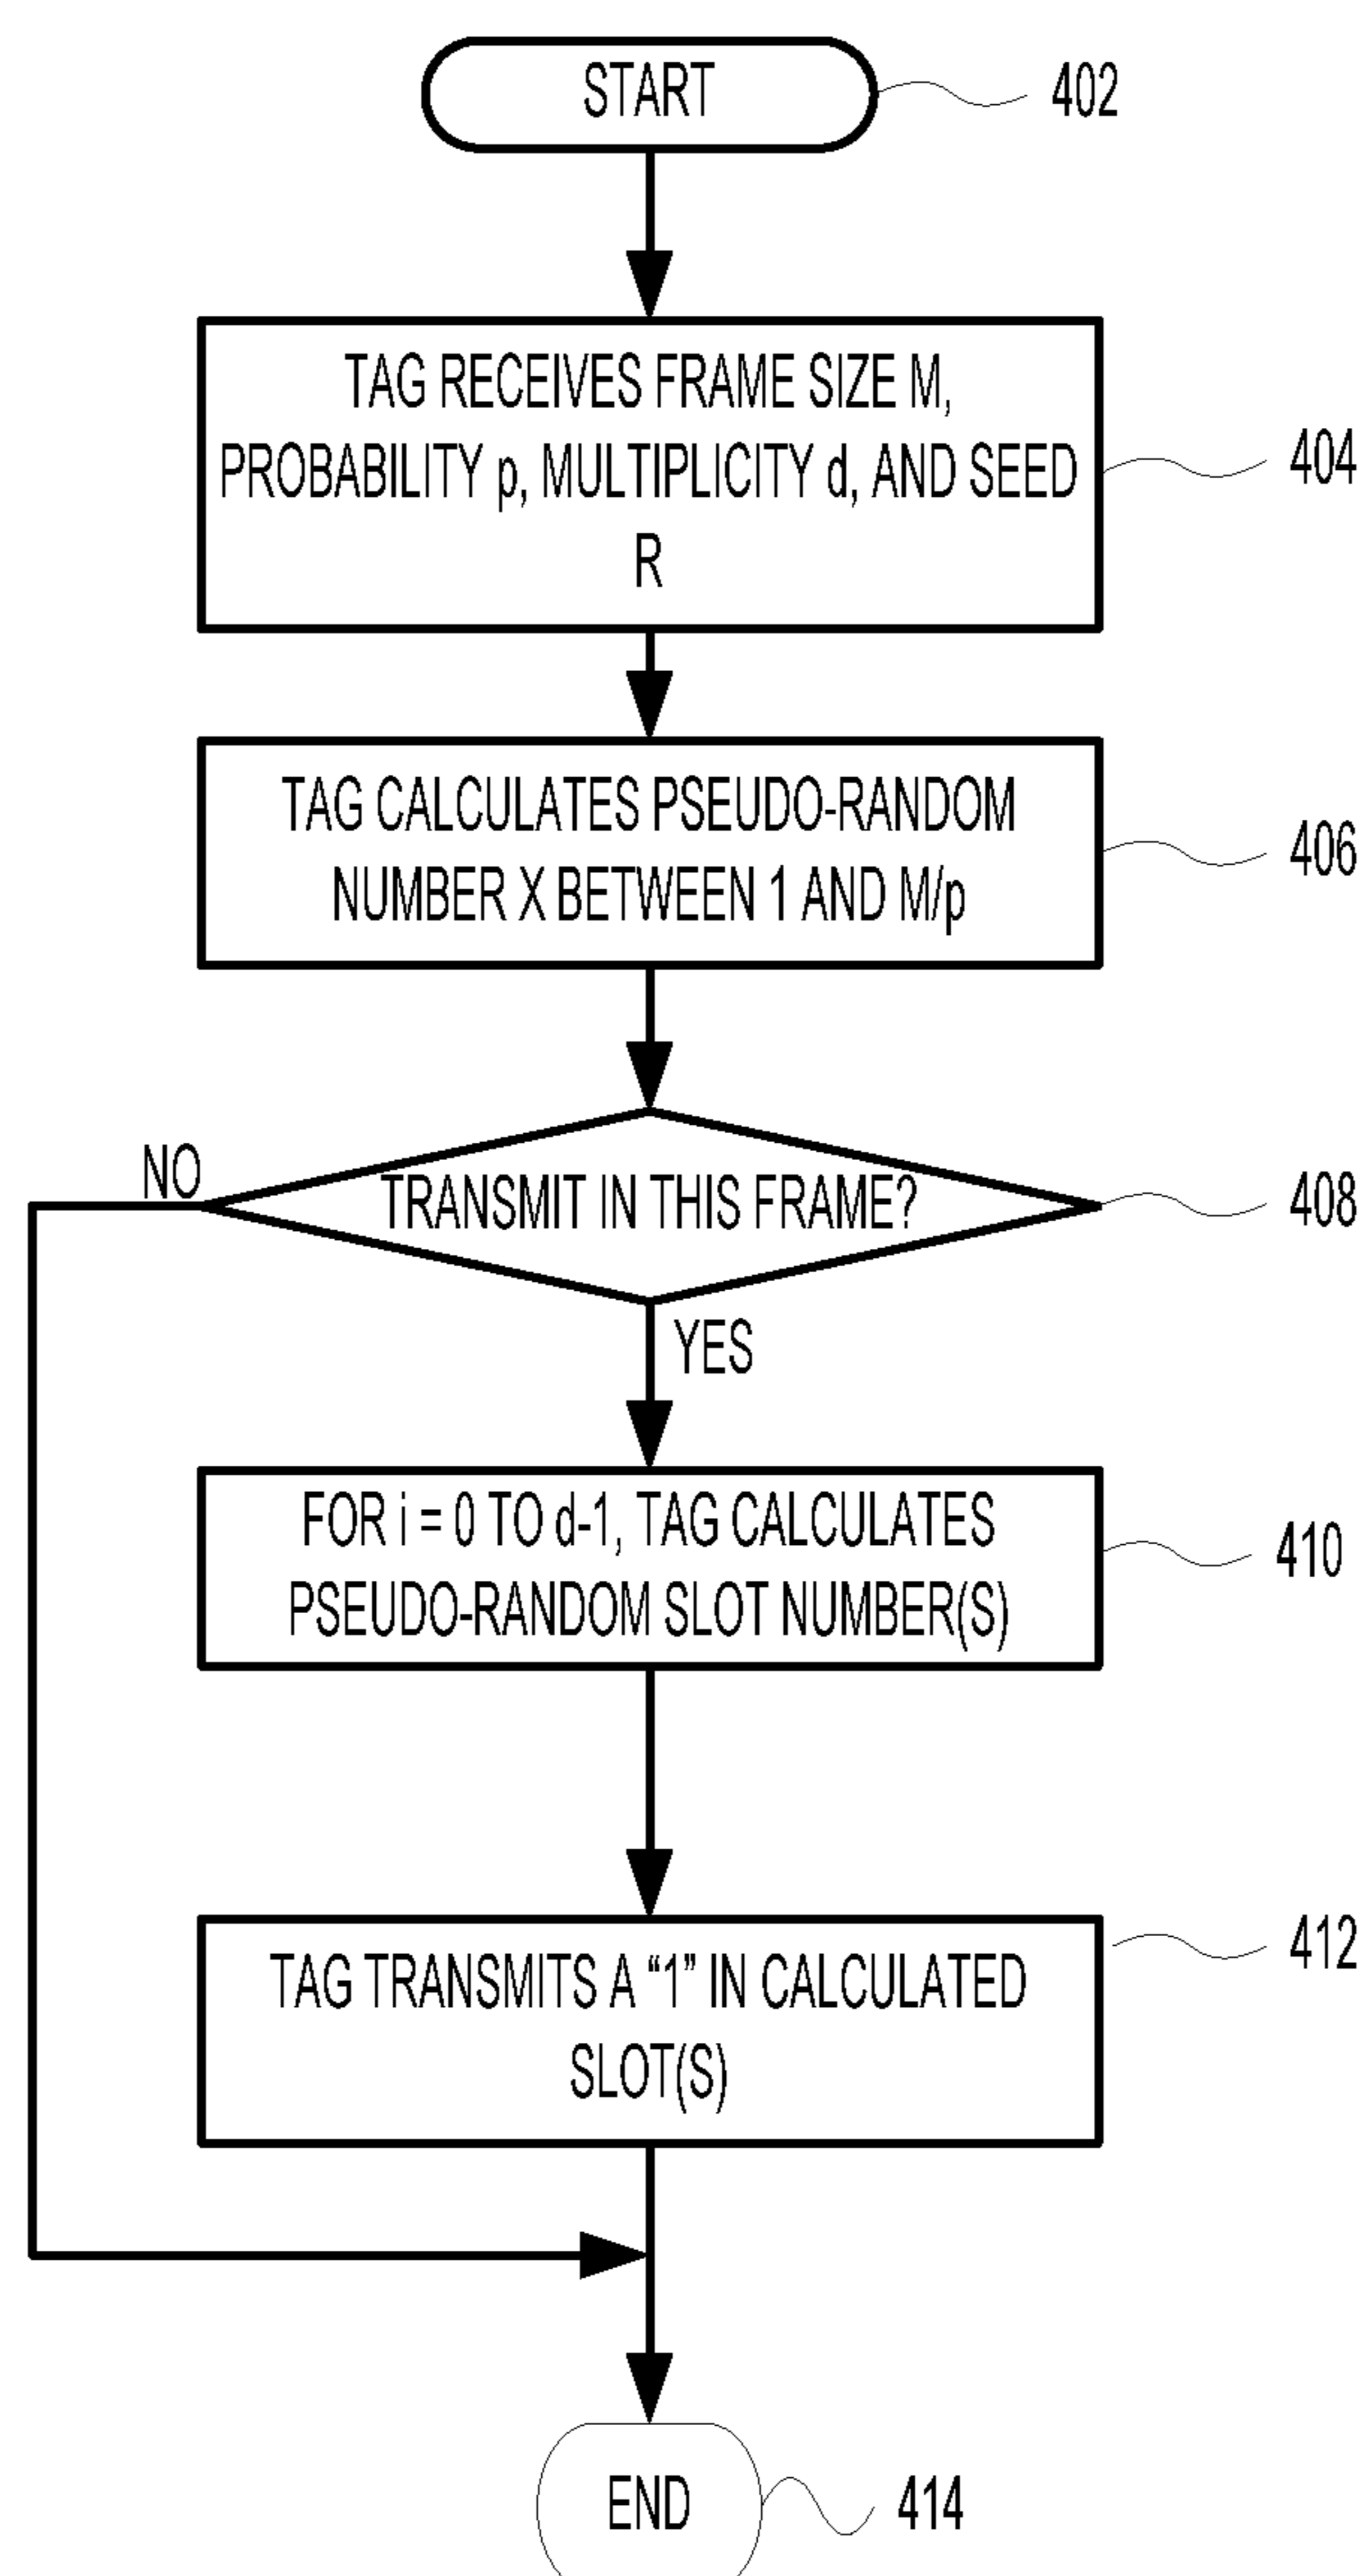 START
402
TAG RECEIVES FRAME SIZE M,
PROBABILITY p, MULTIPLICITY d, AND SEED
R
404
TAG CALCULATES PSEUDO-RANDOM
NUMBER X BETWEEN 1 AND M/p
406
NO
TRANSMIT IN THIS FRAME?
408
YES
FOR i = 0 TO d-1, TAG CALCULATES
PSEUDO-RANDOM SLOT NUMBER(S)
410
TAG TRANSMITS A “1” IN CALCULATED
SLOT(S)
412
END
414